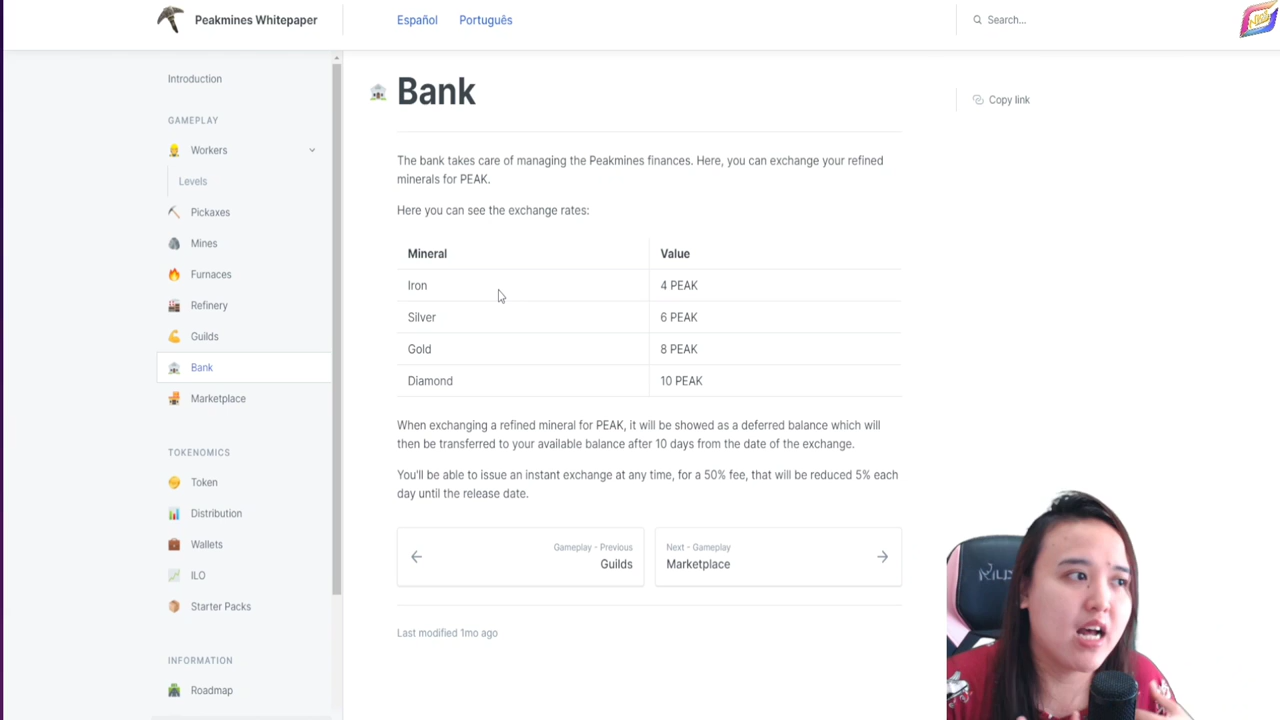 Peakmines Whitepaper
Español
Português
Search...
Introduction
GAMEPLAY
Workers
Levels
Pickaxes
Mines
Furnaces
Refinery
Guilds
Bank
Marketplace
TOKENOMICS
Token
Distribution
Wallets
ILO
Starter Packs
INFORMATION
Roadmap
Bank
Copy link
The bank takes care of managing the Peakmines finances. Here, you can exchange your refined
minerals for PEAK.
Here you can see the exchange rates:
Mineral Value
Iron 4 PEAK
Silver 6 PEAK
Gold 8 PEAK
Diamond 10 PEAK
When exchanging a refined mineral for PEAK, it will be showed as a deferred balance which will
then be transferred to your available balance after 10 days from the date of the exchange.
You'll be able to issue an instant exchange at any time, for a 50% fee, that will be reduced 5% each
day until the release date.
Gameplay - Previous
Guilds
Next - Gameplay
Marketplace
Last modified 1mo ago